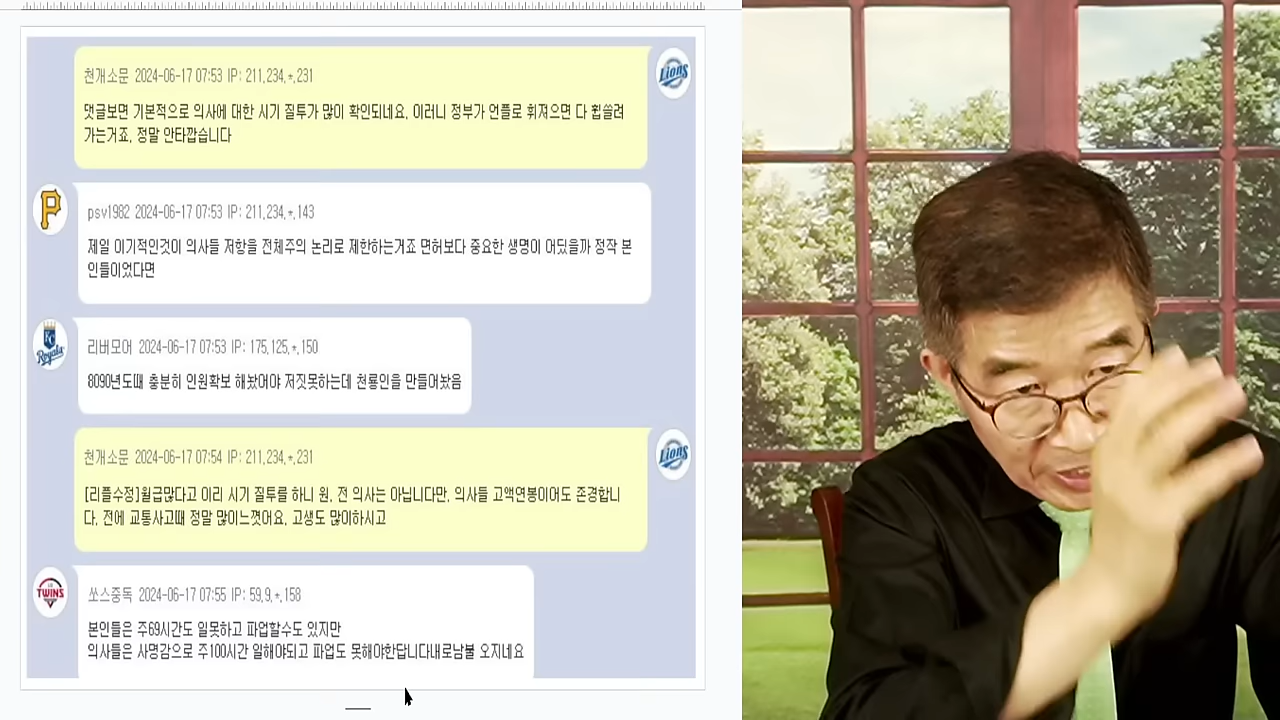 천개소문 2024-06-17 07:53 IP: 211.234.*.231
Lions
댓글보면 기본적으로 의사에 대한 시기 질투가 많이 확인되네요. 이러니 정부가 언플로 휘져으면 다 휩쓸려
가는거죠. 정말 안타깝습니다
P
psv1982 2024-06-17 07:53 IP: 211.234.*.143
제일 이기적인것이 의사들 저항을 전체주의 논리로 제한하는거죠 면허보다 중요한 생명이 어딨을까 정작 본
인들이었다면
KC
Royals
리버모어 2024-06-17 07:53 IP: 175.125.*.150
8090년도때 충분히 인원확보 해놨어야 저짓못하는데 천룡인을 만들어놨음
천개소문 2024-06-17 07:54 IP: 211.234.*.231
Lions
[리플수정]월급많다고 이리 시기 질투를 하니 원. 전 의사는 아닙니다만. 의사들 고액연봉이어도 존경합니
다. 전에 교통사고때 정말 많이느꼇어요. 고생도 많이하시고
TWINS
쏘스중독 2024-06-17 07:55 IP: 59.9.*.158
본인들은 주69시간도 일못하고 파업할수도 있지만
의사들은 사명감으로 주100시간 일해야되고 파업도 못해야한답니다내로남불 오지네요